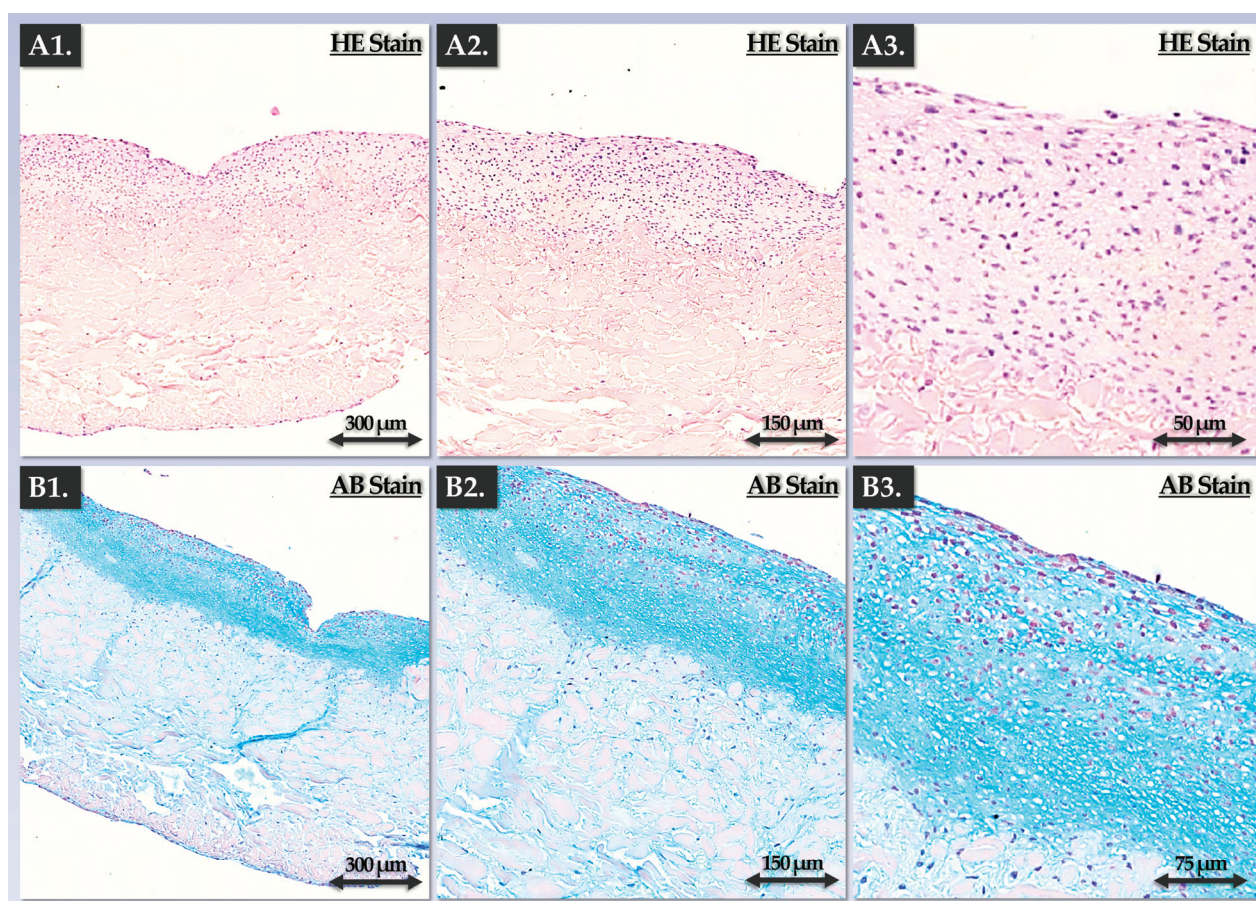 A1. HE Stain
300 µm
A2. HE Stain
150 µm
A3. HE Stain
50 µm
B1. AB Stain
300 µm
B2. AB Stain
150 µm
B3. AB Stain
75 µm